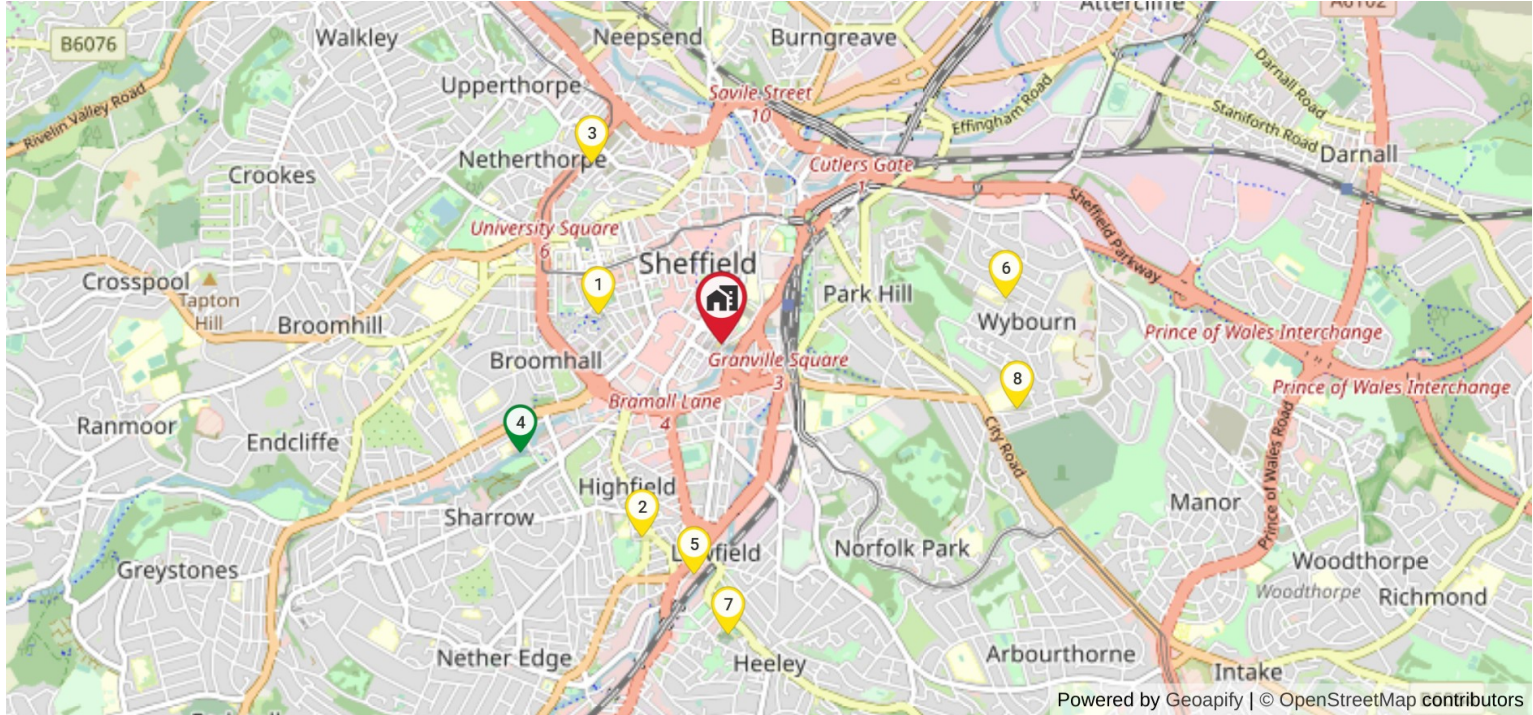 Attercliffe
A6102
B6076
Walkley
Neepsend
Burngreave
Upperthorpe
Savile Street
10
Darnall Road
Rivelin Valley Road
Effingham Road
Staniforth Road
3
Netherthorpe
Darnall
Crookes
Cutlers Gate
1
University Square
6
Sheffield Parkway
Sheffield
6
Crosspool
1
Park Hill
Tapton
Hill
Broomhill
Wybourn
Prince of Wales Interchange
Broomhall
Granville Square
3
8
Prince of Wales Interchange
Bramall Lane
4
Ranmoor
4
Endcliffe
City Road
Prince of Wales Road
Highfield
Manor
2
Sharrow
5
Norfolk Park
Woodthorpe
Greystones
Woodthorpe
Richmond
7
Nether Edge
Heeley
Arbourthorne
Intake
Powered by Geoapify | © OpenStreetMap contributors